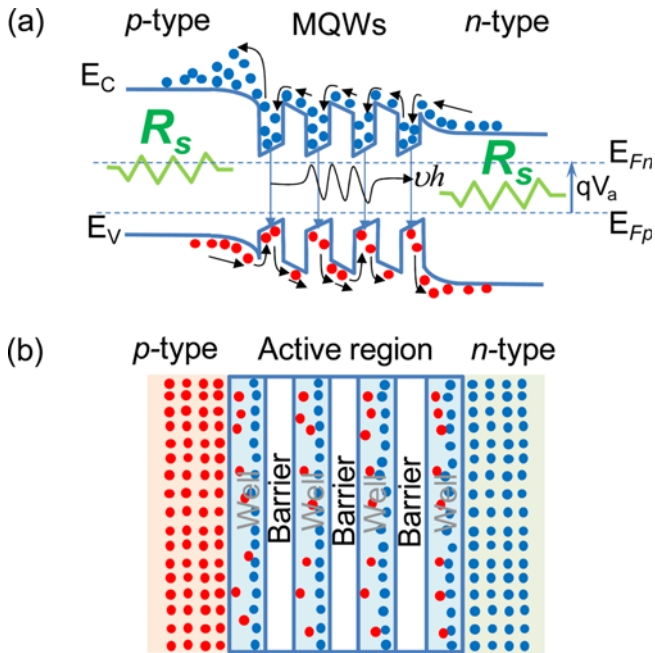 (a)
p-type MQWs n-type
E_C
R_s
R_s
E_Fn
υh
qV_a
E_V
E_Fp
(b)
p-type Active region n-type
Well
Barrier
Well
Barrier
Well
Barrier
Well